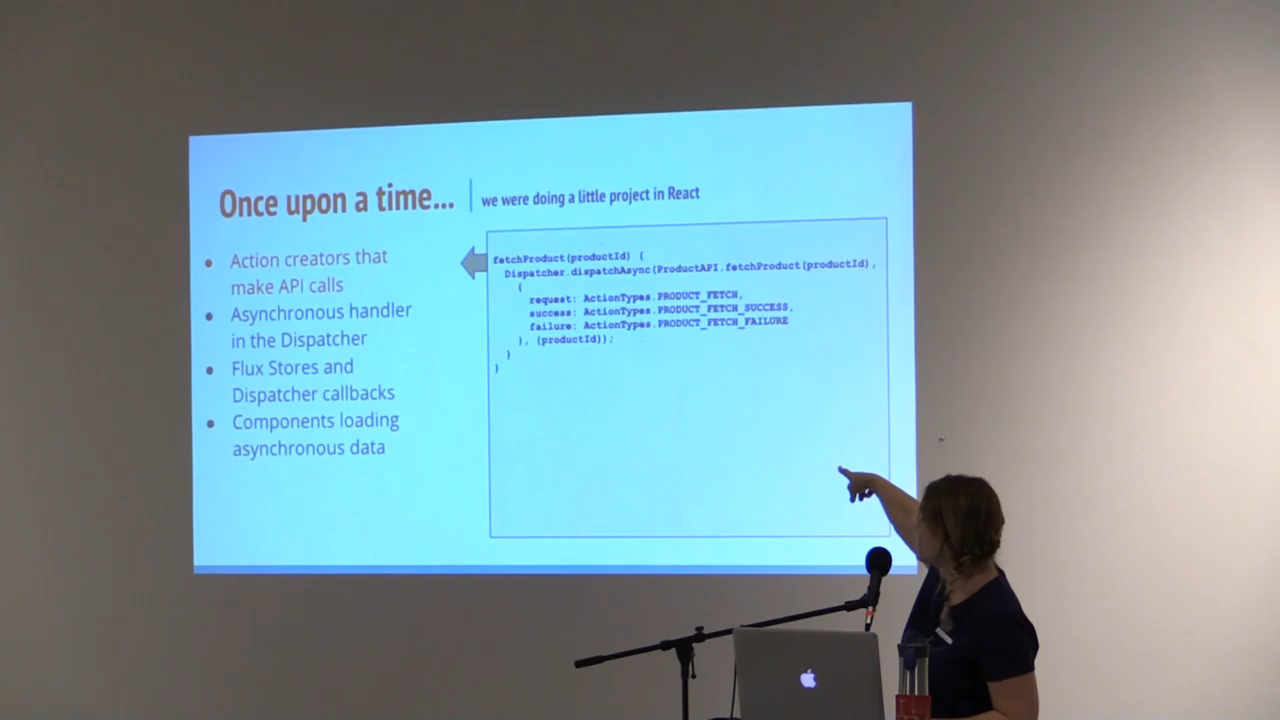 Once upon a time...
we were doing a little project in React
Action creators that
make API calls
Asynchronous handler
in the Dispatcher
Flux Stores and
Dispatcher callbacks
Components loading
asynchronous data
fetchProduct(productId) {
Dispatcher.dispatchAsync(ProductAPI.fetchProduct(productId),
{
request: ActionTypes.PRODUCT_FETCH,
success: ActionTypes.PRODUCT_FETCH_SUCCESS,
failure: ActionTypes.PRODUCT_FETCH_FAILURE
}, {productId});
}
}